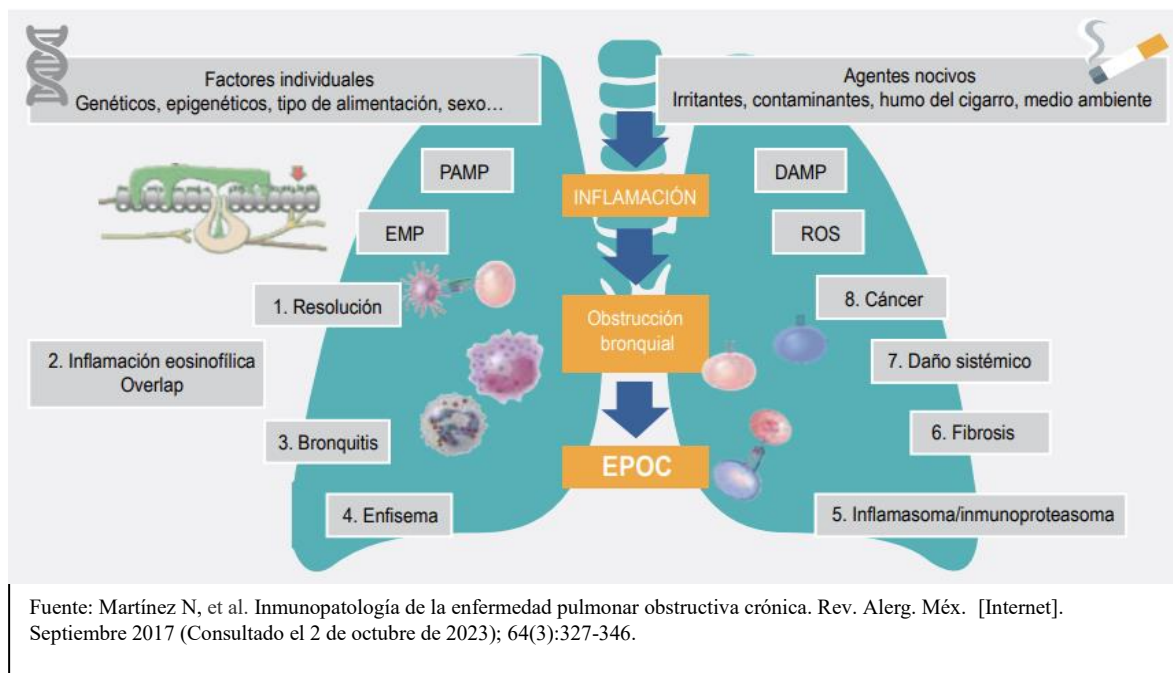 Factores individuales
Genéticos, epigenéticos, tipo de alimentación, sexo…
Agentes nocivos
Irritantes, contaminantes, humo del cigarro, medio ambiente
PAMP
INFLAMACIÓN
DAMP
EMP
ROS
1. Resolución
Obstrucción
bronquial
8. Cáncer
2. Inflamación eosinofílica
Overlap
7. Daño sistémico
3. Bronquitis
6. Fibrosis
EPOC
4. Enfisema
5. Inflamasoma/inmunoproteasoma
Fuente: Martínez N, et al. Inmunopatología de la enfermedad pulmonar obstructiva crónica. Rev. Alerg. Méx. [Internet].
Septiembre 2017 (Consultado el 2 de octubre de 2023); 64(3):327-346.